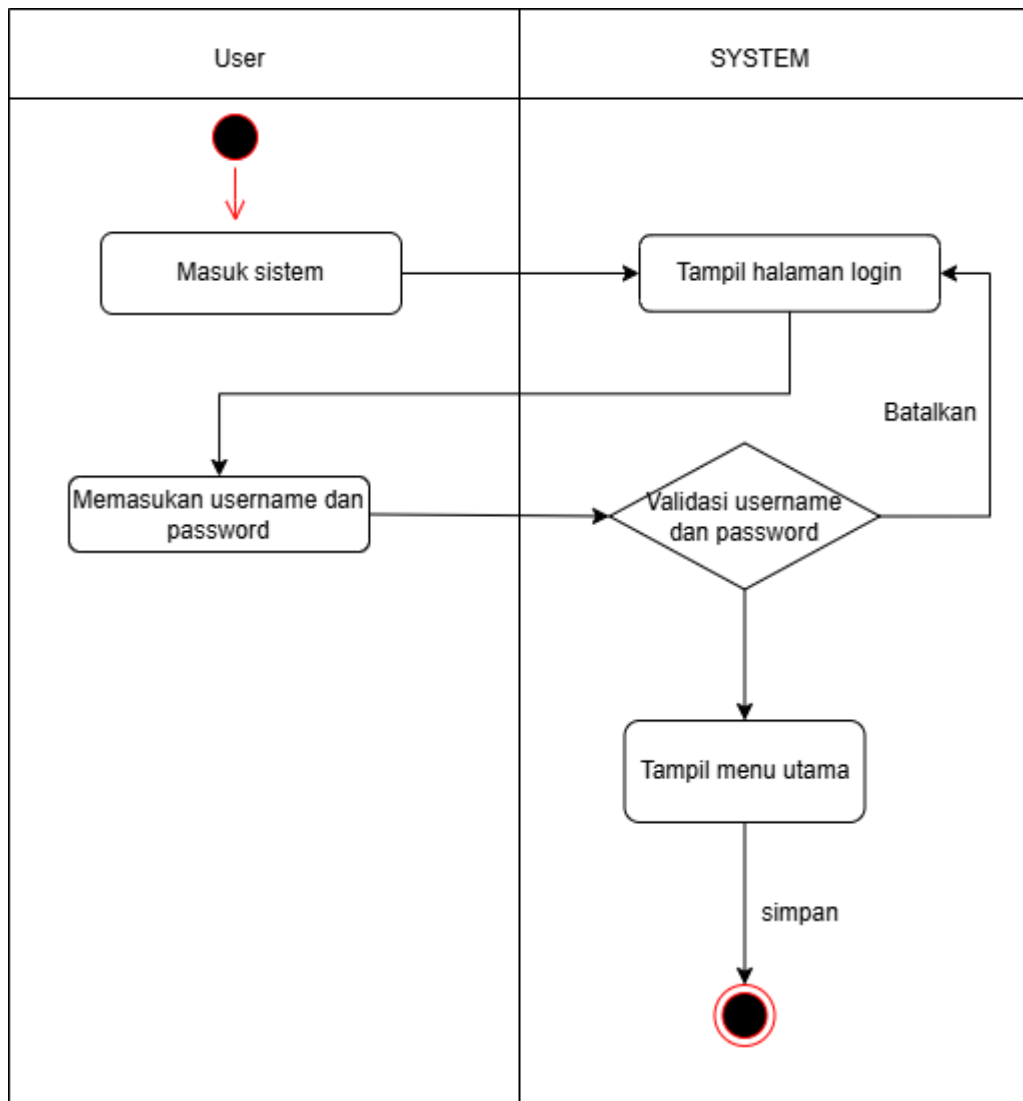 User
SYSTEM
Masuk sistem
Tampil halaman login
Batalkan
Memasukan username dan
password
Validasi username
dan password
Tampil menu utama
simpan